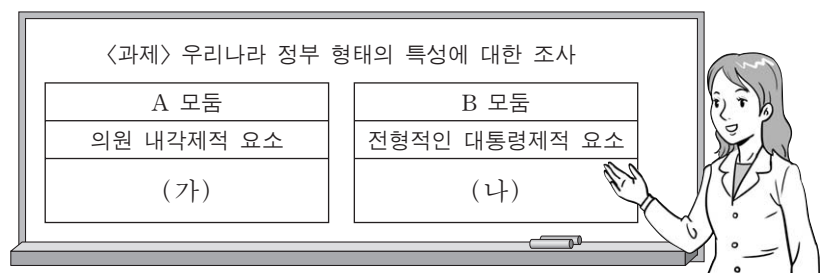 〈과제〉 우리나라 정부 형태의 특성에 대한 조사
A 모둠
B 모둠
의원 내각제적 요소
전형적인 대통령제적 요소
(가)
(나)